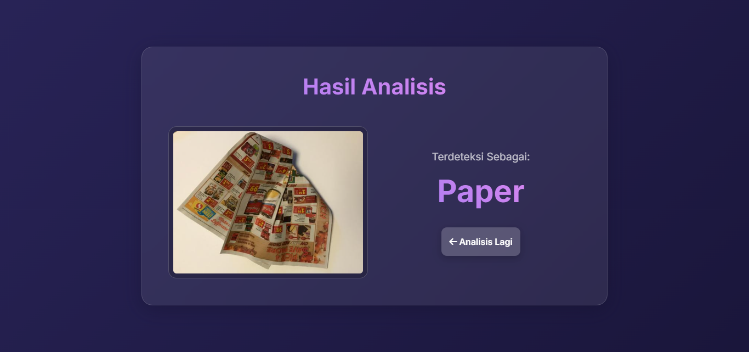 Hasil Analisis
Terdeteksi Sebagai:
Paper
← Analisis Lagi